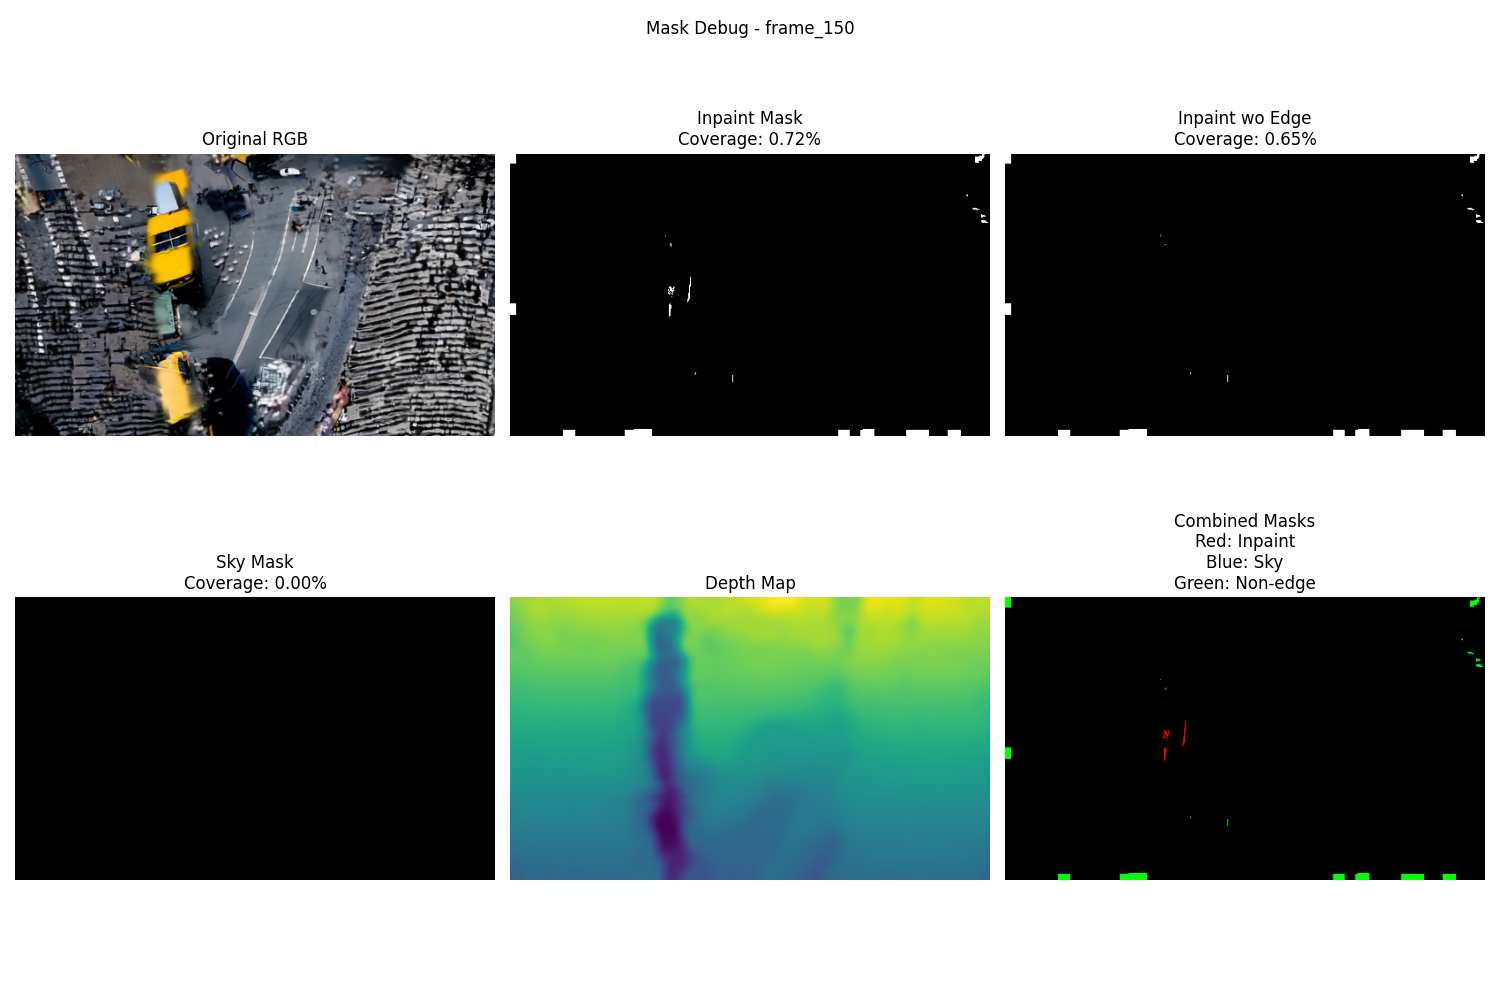 Mask Debug - frame_150
Original RGB
Inpaint Mask
Coverage: 0.72%
Inpaint wo Edge
Coverage: 0.65%
Sky Mask
Coverage: 0.00%
Depth Map
Combined Masks
Red: Inpaint
Blue: Sky
Green: Non-edge